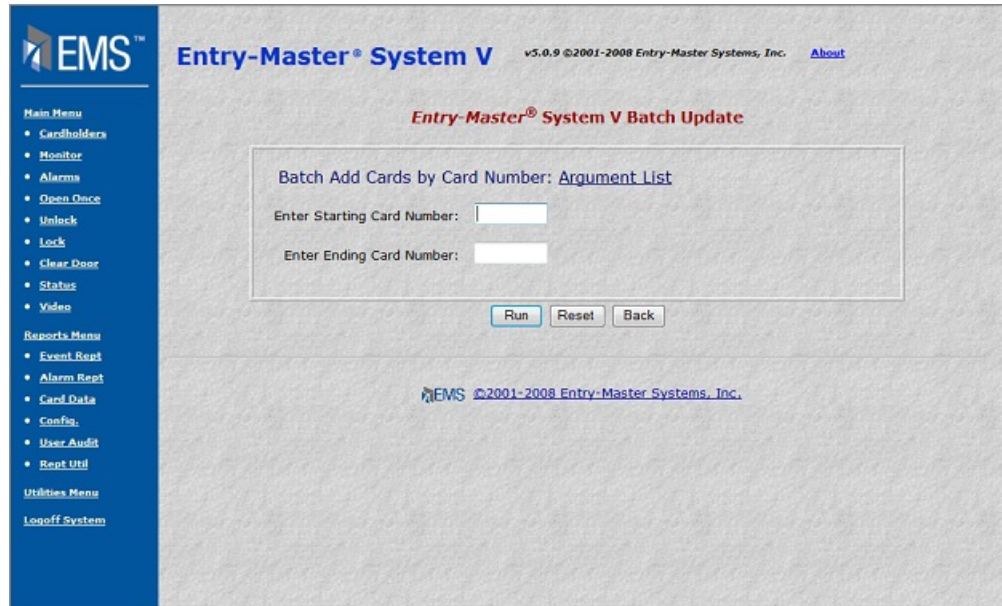 EMS™
Entry-Master® System V v5.0.9 ©2001-2008 Entry-Master Systems, Inc. About
Main Menu
Cardholders
Monitor
Alarms
Open Once
Unlock
Lock
Clear Door
Status
Video
Reports Menu
Event Rept
Alarm Rept
Card Data
Config.
User Audit
Rept Util
Utilities Menu
Logoff System
Entry-Master® System V Batch Update
Batch Add Cards by Card Number: Argument List
Enter Starting Card Number:
Enter Ending Card Number:
Run Reset Back
EMS ©2001-2008 Entry-Master Systems, Inc.